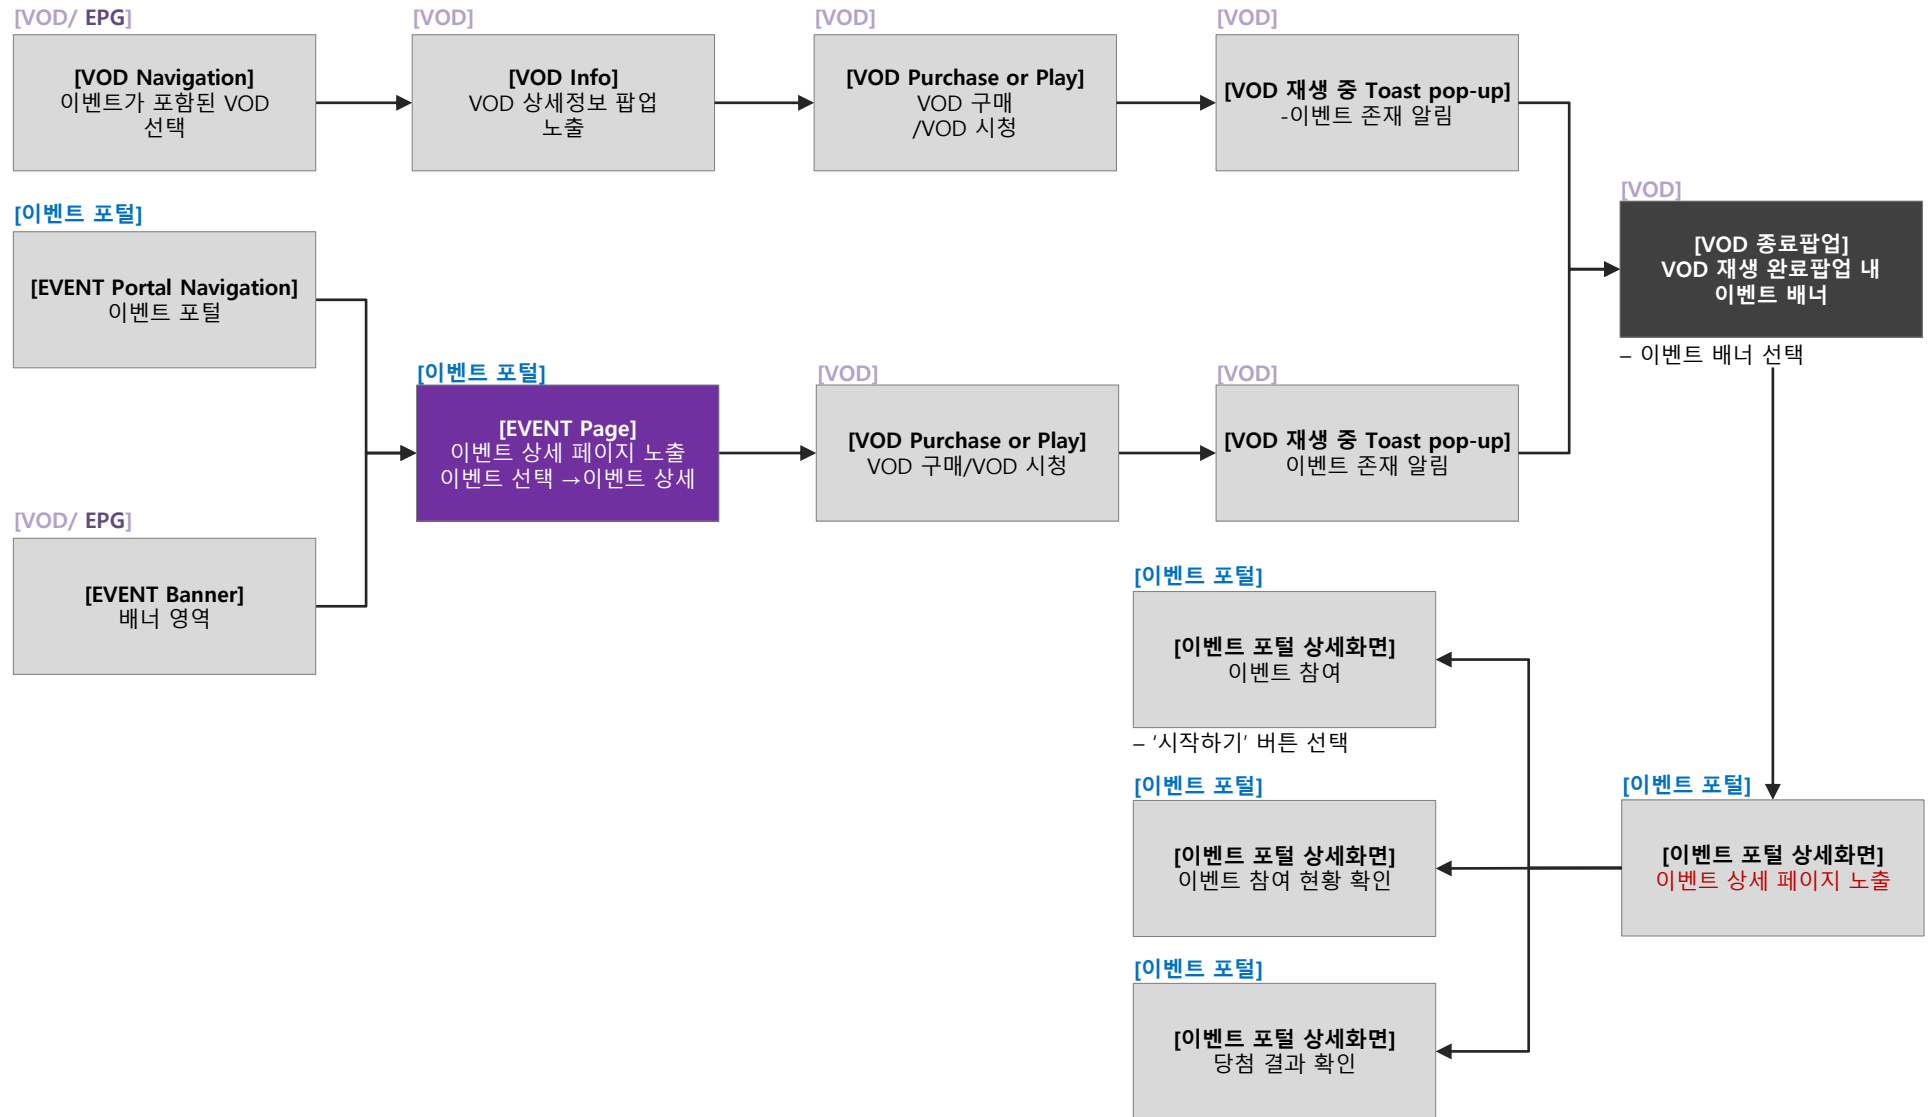 [VOD/ EPG]
[VOD Navigation]
이벤트가 포함된 VOD
선택
[VOD]
[VOD Info]
VOD 상세정보 팝업
노출
[VOD]
[VOD Purchase or Play]
VOD 구매
/VOD 시청
[VOD]
[VOD 재생 중 Toast pop-up]
-이벤트 존재 알림
[VOD]
[VOD 종료팝업]
VOD 재생 완료팝업 내
이벤트 배너
– 이벤트 배너 선택
[이벤트 포털]
[EVENT Portal Navigation]
이벤트 포털
[이벤트 포털]
[EVENT Page]
이벤트 상세 페이지 노출
이벤트 선택 →이벤트 상세
[VOD]
[VOD Purchase or Play]
VOD 구매/VOD 시청
[VOD]
[VOD 재생 중 Toast pop-up]
이벤트 존재 알림
[VOD/ EPG]
[EVENT Banner]
배너 영역
[이벤트 포털]
[이벤트 포털 상세화면]
이벤트 참여
– ‘시작하기’ 버튼 선택
[이벤트 포털]
[이벤트 포털 상세화면]
이벤트 참여 현황 확인
[이벤트 포털]
[이벤트 포털 상세화면]
이벤트 상세 페이지 노출
[이벤트 포털]
[이벤트 포털 상세화면]
당첨 결과 확인